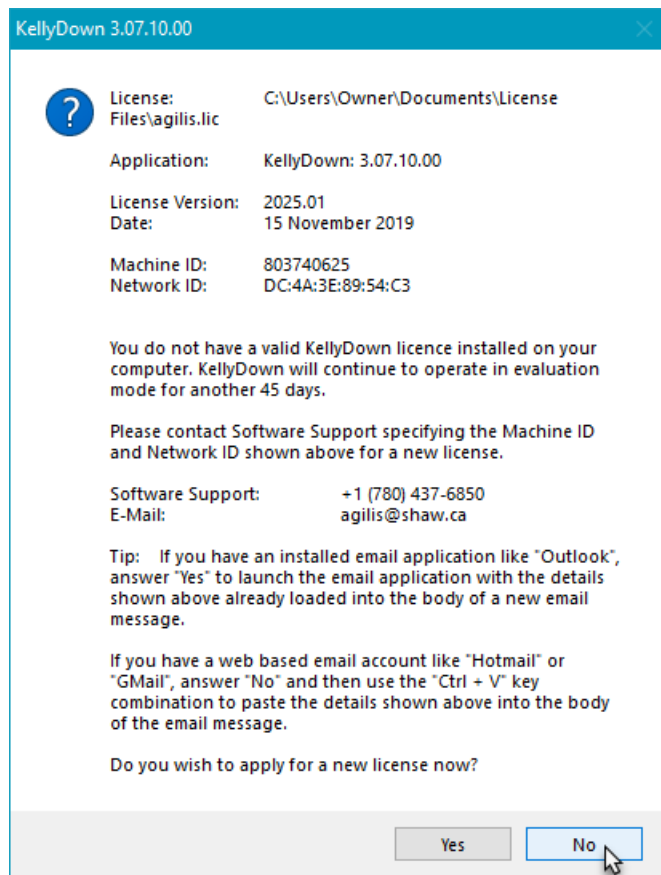 KellyDown 3.07.10.00
License: C:\Users\Owner\Documents\License
Files\agilis.lic
Application: KellyDown: 3.07.10.00
License Version: 2025.01
Date: 15 November 2019
Machine ID: 803740625
Network ID: DC:4A:3E:89:54:C3
You do not have a valid KellyDown licence installed on your
computer. KellyDown will continue to operate in evaluation
mode for another 45 days.
Please contact Software Support specifying the Machine ID
and Network ID shown above for a new license.
Software Support: +1 (780) 437-6850
E-Mail: agilis@shaw.ca
Tip: If you have an installed email application like "Outlook",
answer "Yes" to launch the email application with the details
shown above already loaded into the body of a new email
message.
If you have a web based email account like "Hotmail" or
"GMail", answer "No" and then use the "Ctrl + V" key
combination to paste the details shown above into the body
of the email message.
Do you wish to apply for a new license now?
Yes No